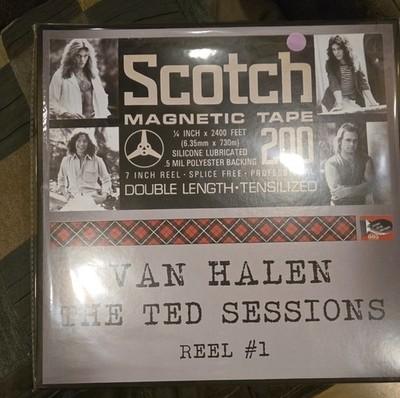 Scotch
MAGNETIC TAPE
¼ INCH x 2400 FEET
(6.35mm x 730m)
SILICONE LUBRICATED
.5 MIL POLYESTER BACKING
200
7 INCH REEL · SPLICE FREE ·
DOUBLE LENGTH · TENSILIZED
VAN HALEN
THE TED SESSIONS
REEL #1